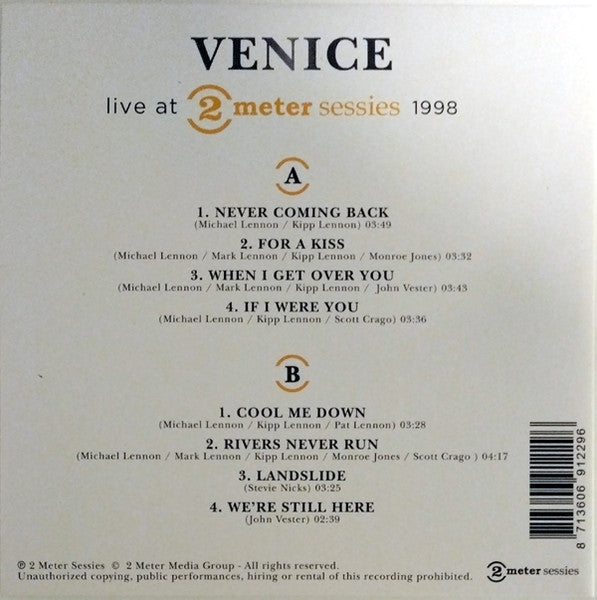 VENICE
live at 2 meter sessies 1998
A
1. NEVER COMING BACK
(Michael Lennon / Kipp Lennon) 03:49
2. FOR A KISS
(Michael Lennon / Mark Lennon / Kipp Lennon / Monroe Jones) 03:32
3. WHEN I GET OVER YOU
(Michael Lennon / Mark Lennon / Kipp Lennon / John Vester) 03:43
4. IF I WERE YOU
(Michael Lennon / Kipp Lennon / Scott Crago) 03:36
B
1. COOL ME DOWN
(Michael Lennon / Kipp Lennon / Pat Lennon) 03:28
2. RIVERS NEVER RUN
(Michael Lennon / Mark Lennon / Kipp Lennon / Monroe Jones / Scott Crago ) 04:17
3. LANDSLIDE
(Stevie Nicks) 03:25
4. WE'RE STILL HERE
(John Vester) 02:39
8 713606 912296
℗ 2 Meter Sessies © 2 Meter Media Group - All rights reserved.
Unauthorized copying, public performances, hiring or rental of this recording prohibited.
2 meter sessies